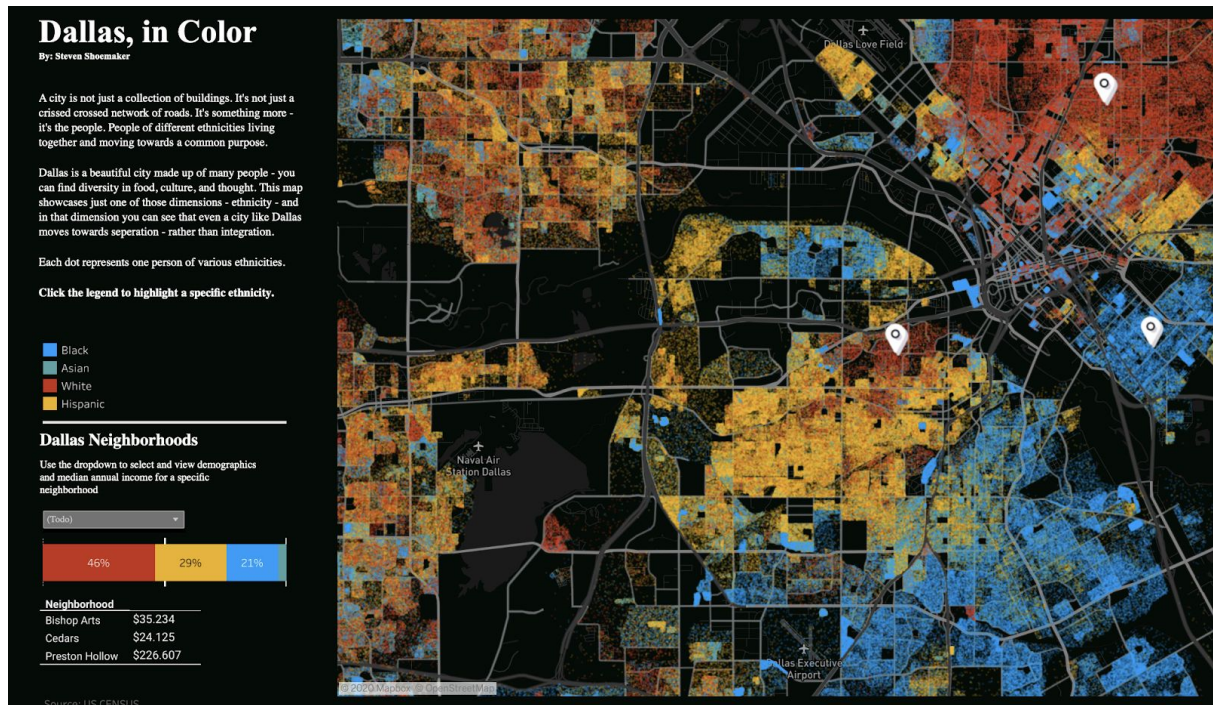 Dallas, in Color
By: Steven Shoemaker
A city is not just a collection of buildings. It's not just a
crissed crossed network of roads. It's something more -
it's the people. People of different ethnicities living
together and moving towards a common purpose.
Dallas is a beautiful city made up of many people - you
can find diversity in food, culture, and thought. This map
showcases just one of those dimensions - ethnicity - and
in that dimension you can see that even a city like Dallas
moves towards seperation - rather than integration.
Each dot represents one person of various ethnicities.
Click the legend to highlight a specific ethnicity.
Black
Asian
White
Hispanic
Dallas Neighborhoods
Use the dropdown to select and view demographics
and median annual income for a specific
neighborhood
(Todo)
46% 29% 21%
Neighborhood
Bishop Arts $35.234
Cedars $24.125
Preston Hollow $226.607
Source: US CENSUS
Dallas Love Field
Naval Air
Station Dallas
Dallas Executive
Airport
© 2020 Mapbox © OpenStreetMap